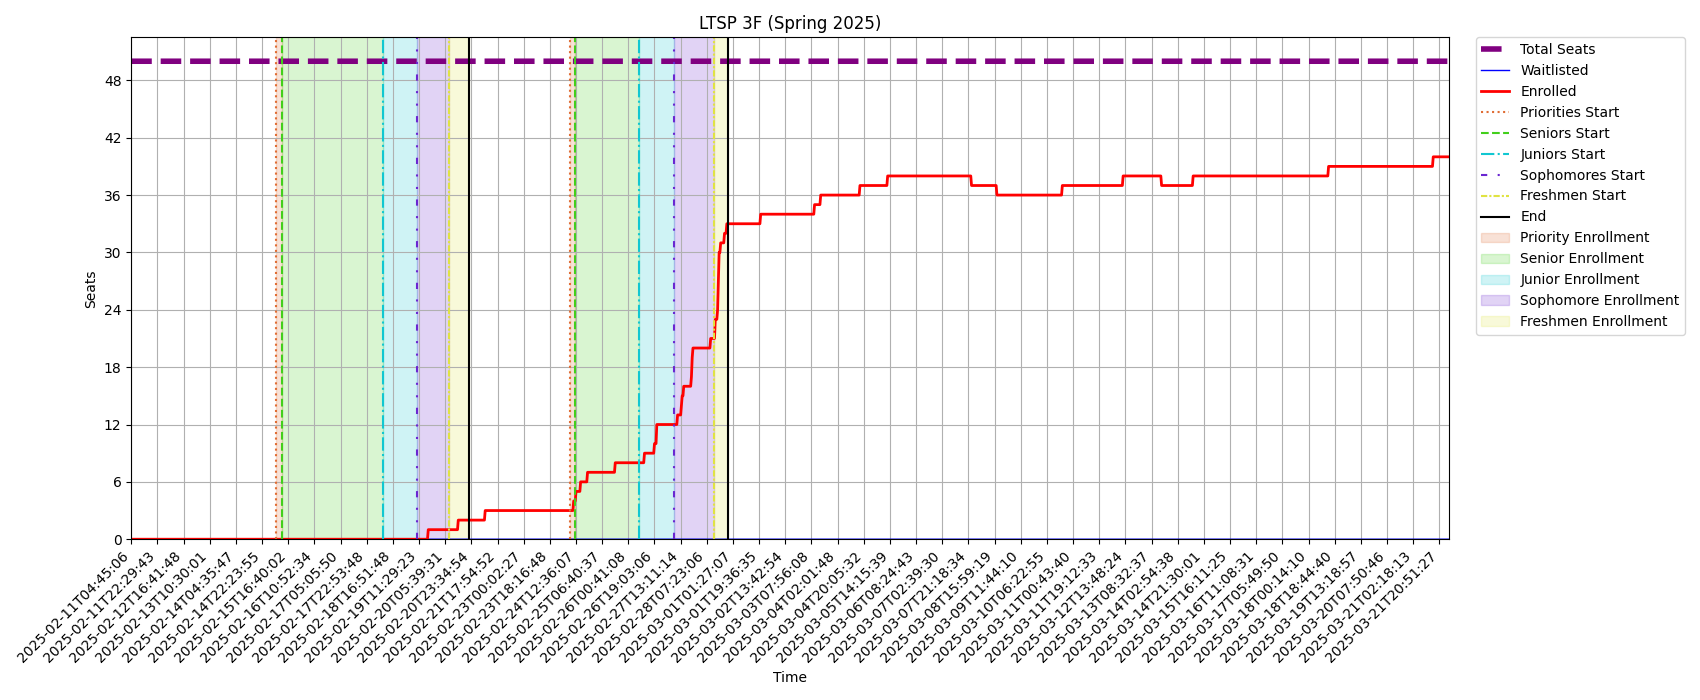 LTSP 3F (Spring 2025)
Total Seats
Waitlisted
Enrolled
Priorities Start
Seniors Start
Juniors Start
Sophomores Start
Freshmen Start
End
Priority Enrollment
Senior Enrollment
Junior Enrollment
Sophomore Enrollment
Freshmen Enrollment
Seats
48
42
36
30
24
18
12
6
0
2025-02-11T04:45:06
2025-02-11T22:29:43
2025-02-12T16:41:48
2025-02-13T10:30:01
2025-02-14T04:35:47
2025-02-14T22:23:55
2025-02-15T16:40:02
2025-02-16T10:52:34
2025-02-17T05:05:50
2025-02-17T22:53:48
2025-02-18T16:51:48
2025-02-19T11:29:23
2025-02-20T05:39:31
2025-02-20T23:34:54
2025-02-21T17:54:52
2025-02-23T00:02:27
2025-02-23T18:16:48
2025-02-24T12:36:07
2025-02-25T06:40:37
2025-02-26T00:41:08
2025-02-26T19:03:06
2025-02-27T13:11:14
2025-02-28T07:23:06
2025-03-01T01:27:07
2025-03-01T19:36:35
2025-03-02T13:42:54
2025-03-03T07:56:08
2025-03-04T02:01:48
2025-03-04T20:05:32
2025-03-05T14:15:39
2025-03-06T08:24:43
2025-03-07T02:39:30
2025-03-07T21:18:34
2025-03-08T15:59:19
2025-03-09T11:44:10
2025-03-10T06:22:55
2025-03-11T00:43:40
2025-03-11T19:12:33
2025-03-12T13:48:24
2025-03-13T08:32:37
2025-03-14T02:54:38
2025-03-14T21:30:01
2025-03-15T16:11:25
2025-03-16T11:08:31
2025-03-17T05:49:50
2025-03-18T00:14:10
2025-03-18T18:44:40
2025-03-19T13:18:57
2025-03-20T07:50:46
2025-03-21T02:18:13
2025-03-21T20:51:27
Time